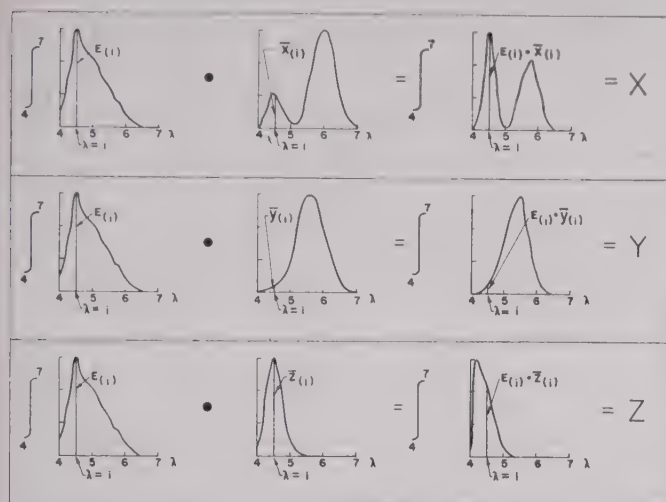 ∫ 7 4 E(i) 4 5 6 7 λ λ = i • x̄(i) 4 5 6 7 λ = i = ∫ 7 4 E(i) • x̄(i) 4 5 6 7 λ λ = i = X
∫ 7 4 E(i) 4 5 6 7 λ λ = i • ȳ(i) 4 5 6 7 λ = i = ∫ 7 4 E(i) • ȳ(i) 4 5 6 7 λ λ = i = Y
∫ 7 4 E(i) 4 5 6 7 λ λ = i • z̄(i) 4 5 6 7 λ = i = ∫ 7 4 E(i) • z̄(i) 4 5 6 7 λ λ = i = Z